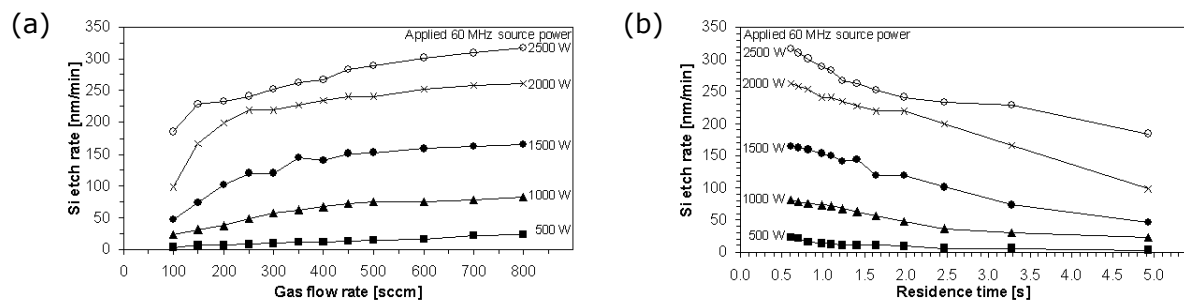 (a)
Applied 60 MHz source power
350
300
250
200
150
100
50
0
Si etch rate [nm/min]
2500 W
2000 W
1500 W
1000 W
500 W
0 100 200 300 400 500 600 700 800
Gas flow rate [sccm]
(b)
Applied 60 MHz source power
350
300
250
200
150
100
50
0
Si etch rate [nm/min]
2500 W
2000 W
1500 W
1000 W
500 W
0.0 0.5 1.0 1.5 2.0 2.5 3.0 3.5 4.0 4.5 5.0
Residence time [s]